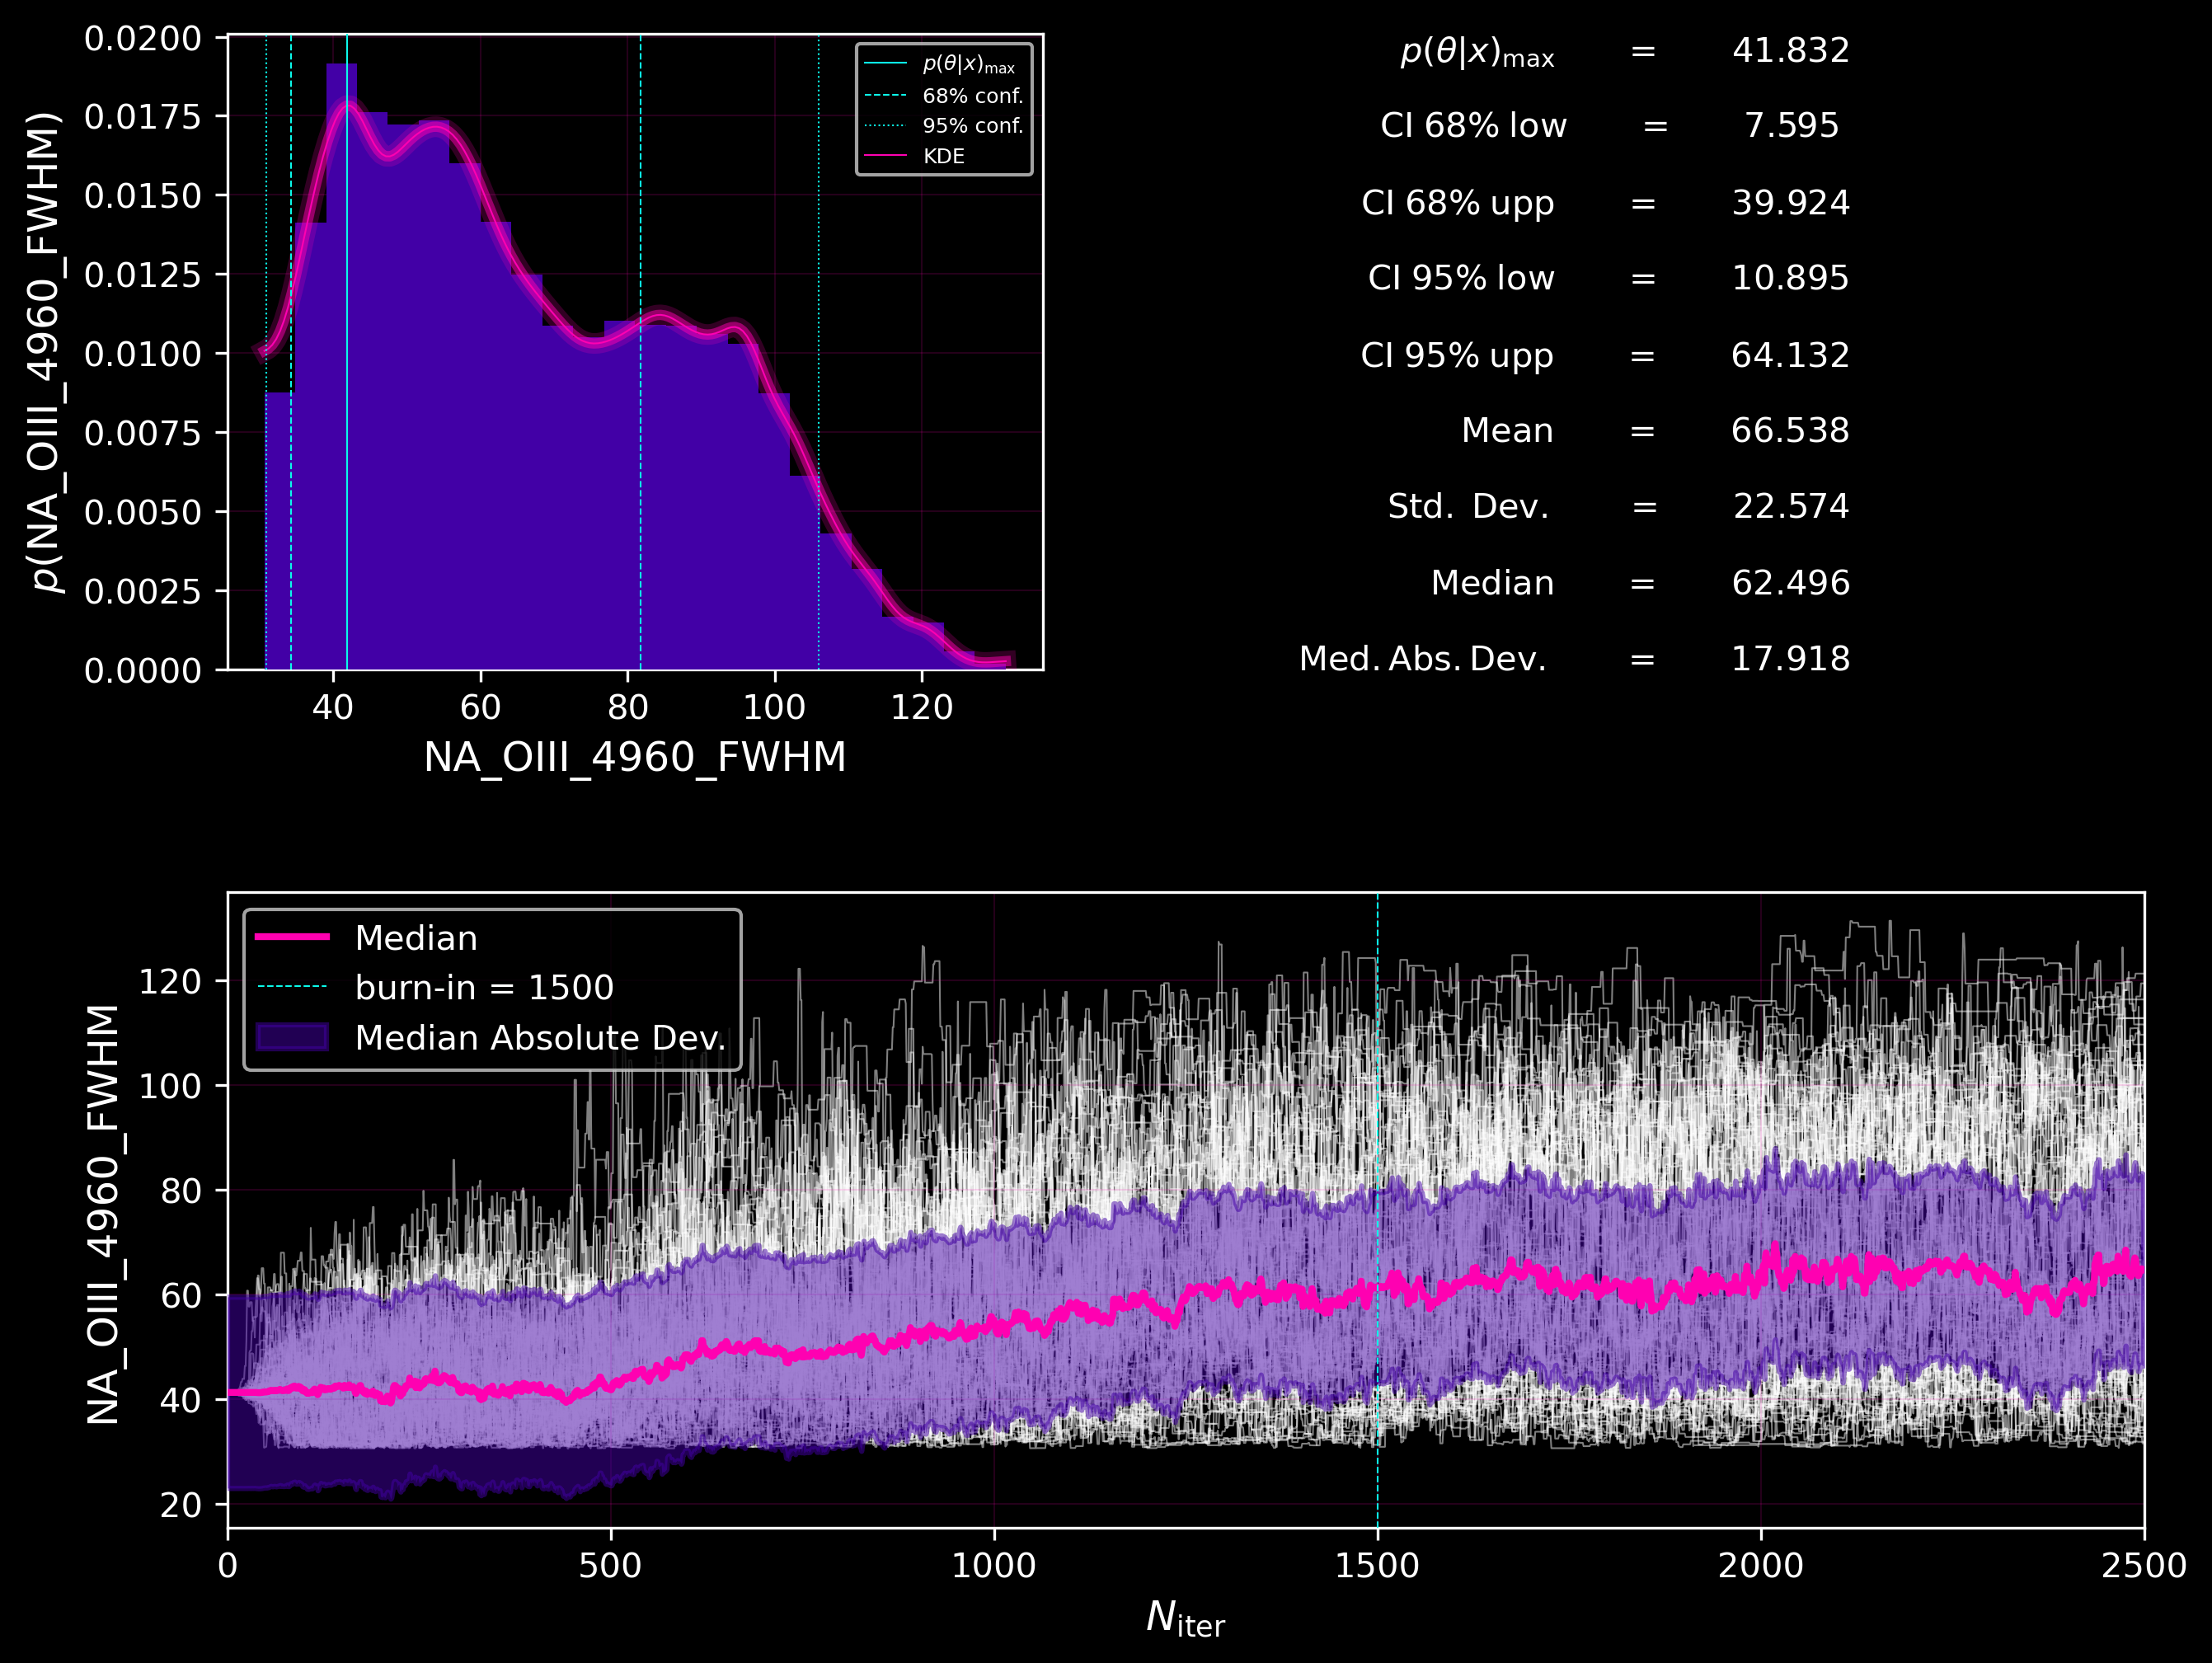 0.0200
0.0175
0.0150
0.0125
0.0100
0.0075
0.0050
0.0025
0.0000
p(NA_OIII_4960_FWHM)
40 60 80 100 120
NA_OIII_4960_FWHM
p(θ|x)max
68% conf.
95% conf.
KDE
p(θ|x)max = 41.832
CI 68% low = 7.595
CI 68% upp = 39.924
CI 95% low = 10.895
CI 95% upp = 64.132
Mean = 66.538
Std. Dev. = 22.574
Median = 62.496
Med. Abs. Dev. = 17.918
120
100
80
60
40
20
NA_OIII_4960_FWHM
Median
burn-in = 1500
Median Absolute Dev.
0 500 1000 1500 2000 2500
Niter